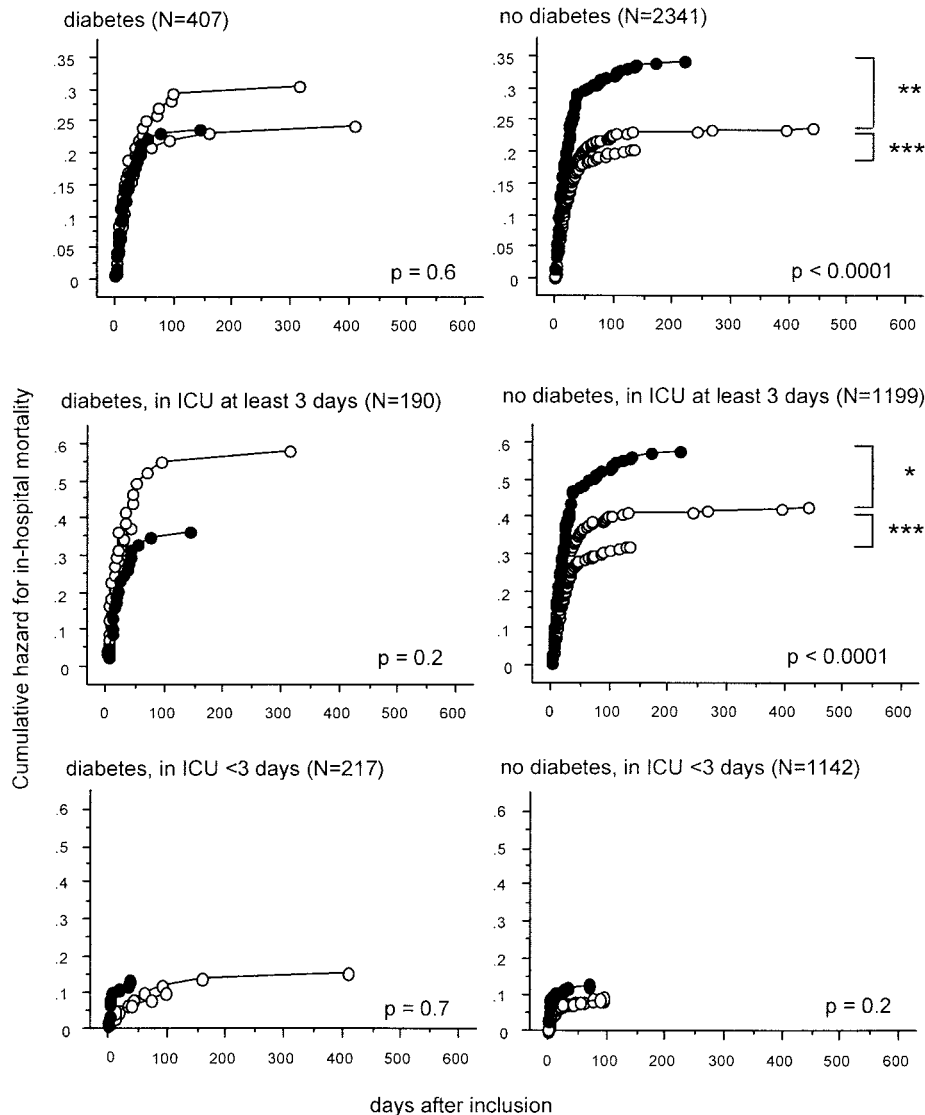 diabetes (N=407)
.35
.3
.25
.2
.15
.1
.05
0
p = 0.6
0 100 200 300 400 500 600
no diabetes (N=2341)
.35
.3
.25
.2
.15
.1
.05
0
**
***
p < 0.0001
0 100 200 300 400 500 600
Cumulative hazard for in-hospital mortality
diabetes, in ICU at least 3 days (N=190)
.6
.5
.4
.3
.2
.1
0
p = 0.2
0 100 200 300 400 500 600
no diabetes, in ICU at least 3 days (N=1199)
.6
.5
.4
.3
.2
.1
0
*
***
p < 0.0001
0 100 200 300 400 500 600
diabetes, in ICU <3 days (N=217)
.6
.5
.4
.3
.2
.1
0
p = 0.7
0 100 200 300 400 500 600
no diabetes, in ICU <3 days (N=1142)
.6
.5
.4
.3
.2
.1
0
p = 0.2
0 100 200 300 400 500 600
days after inclusion